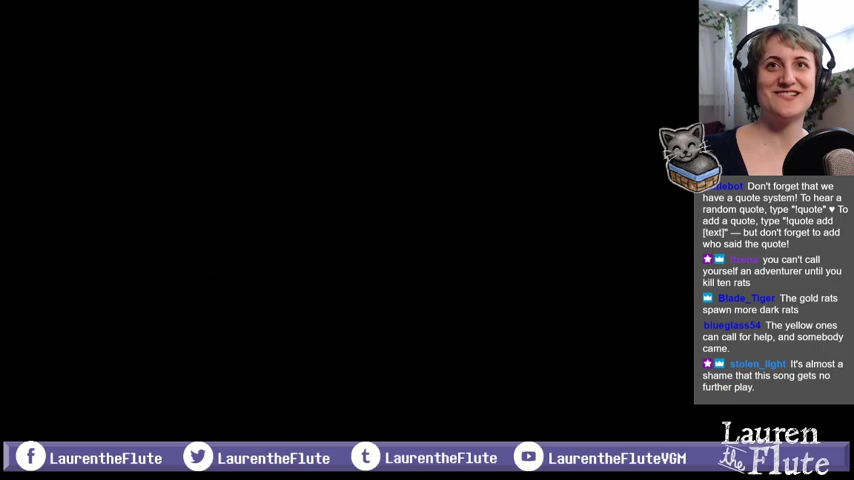 Don't forget that we
have a quote system! To hear a
random quote, type "!quote" ♥ To
add a quote, type "!quote add
[text]" — but don't forget to add
who said the quote!
you can't call
yourself an adventurer until you
kill ten rats
Blade_Tiger The gold rats
spawn more dark rats
blueglass54 The yellow ones
can call for help, and somebody
came.
stolen_light It's almost a
shame that this song gets no
further play.
LaurentheFlute LaurentheFlute LaurentheFlute LaurentheFluteVGM
Lauren
the Flute